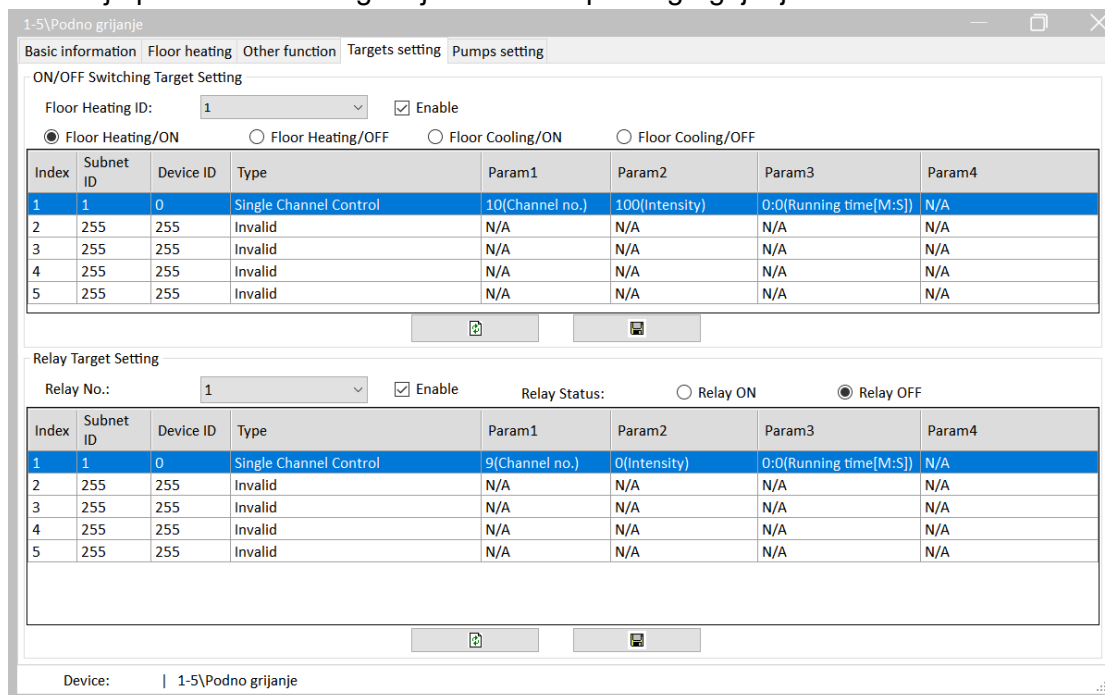 1-5\Podno grijanje
Basic information Floor heating Other function Targets setting Pumps setting
ON/OFF Switching Target Setting
Floor Heating ID: 1 Enable
Floor Heating/ON Floor Heating/OFF Floor Cooling/ON Floor Cooling/OFF
Index Subnet ID Device ID Type Param1 Param2 Param3 Param4
1 1 0 Single Channel Control 10(Channel no.) 100(Intensity) 0:0(Running time[M:S]) N/A
2 255 255 Invalid N/A N/A N/A N/A
3 255 255 Invalid N/A N/A N/A N/A
4 255 255 Invalid N/A N/A N/A N/A
5 255 255 Invalid N/A N/A N/A N/A
Relay Target Setting
Relay No.: 1 Enable Relay Status: Relay ON Relay OFF
Index Subnet ID Device ID Type Param1 Param2 Param3 Param4
1 1 0 Single Channel Control 9(Channel no.) 0(Intensity) 0:0(Running time[M:S]) N/A
2 255 255 Invalid N/A N/A N/A N/A
3 255 255 Invalid N/A N/A N/A N/A
4 255 255 Invalid N/A N/A N/A N/A
5 255 255 Invalid N/A N/A N/A N/A
Device: | 1-5\Podno grijanje